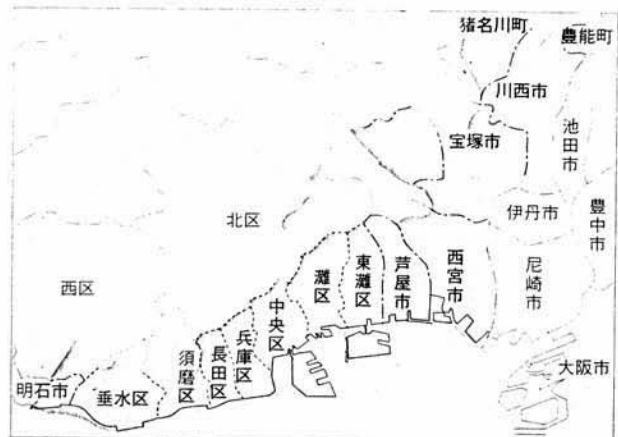 猪名川町
豊能町
川西市
池田市
宝塚市
伊丹市
豊中市
北区
西宮市
尼崎市
芦屋市
東灘区
灘区
中央区
兵庫区
長田区
須磨区
西区
大阪市
明石市
垂水区